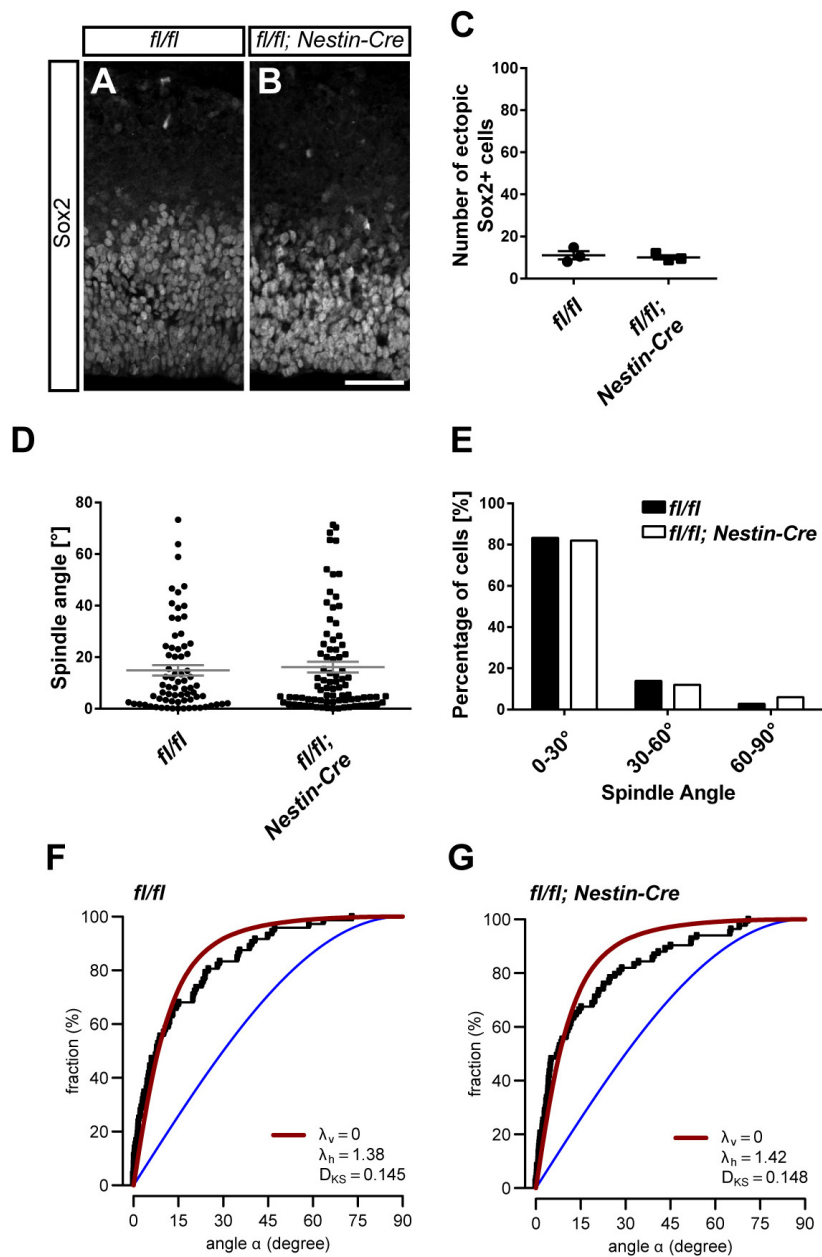 fl/fl
fl/fl; Nestin-Cre
Sox2
A
B
C
Number of ectopic
Sox2+ cells
100
80
60
40
20
0
fl/fl
fl/fl;
Nestin-Cre
D
Spindle angle [°]
80
60
40
20
0
fl/fl
fl/fl;
Nestin-Cre
E
Percentage of cells [%]
100
80
60
40
20
0
fl/fl
fl/fl; Nestin-Cre
0-30°
30-60°
60-90°
Spindle Angle
F
fl/fl
fraction (%)
100
80
60
40
20
0
λv = 0
λh = 1.38
DKS = 0.145
0 15 30 45 60 75 90
angle α (degree)
G
fl/fl; Nestin-Cre
fraction (%)
100
80
60
40
20
0
λv = 0
λh = 1.42
DKS = 0.148
0 15 30 45 60 75 90
angle α (degree)